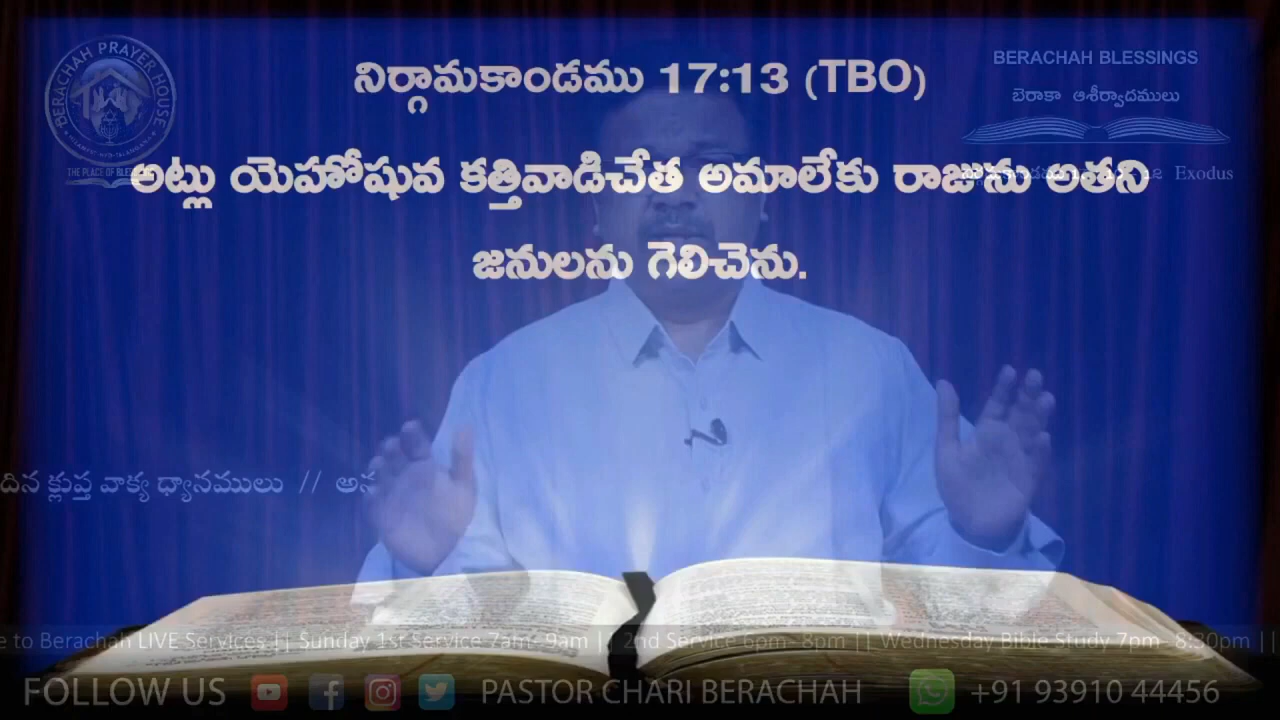 BERACHAH PRAYER HOUSE
BERACHAH BLESSINGS
బెరాకా ఆశీర్వాదములు
Exodus
నిర్గామకాండము 17:13 (TBO)
అట్లు యెహోషువ కత్తివాడిచేత అమాలేకు రాజును అతని
జనులను గెలిచెను.
దిన క్లుప్త వాక్య ధ్యానములు //
e to Berachah LIVE Services || Sunday 1st Service 7am- 9am || 2nd Service 6pm- 8pm || Wednesday Bible Study 7pm- 8:30pm ||
FOLLOW US PASTOR CHARI BERACHAH +91 93910 44456